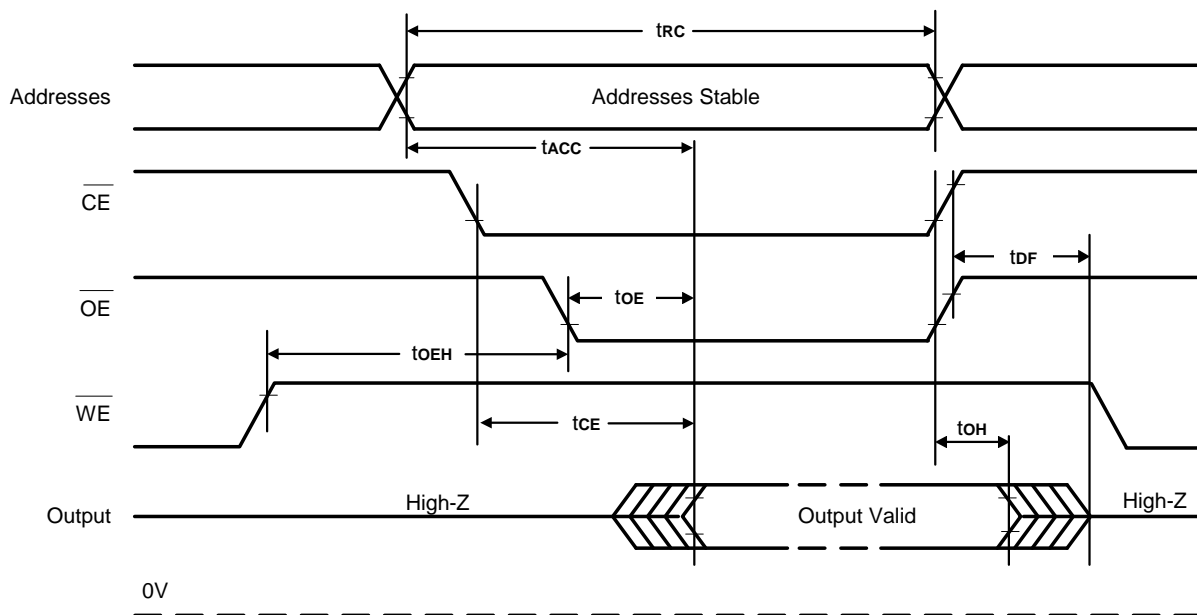 tRC
Addresses
Addresses Stable
tACC
CE
tDF
OE
tOE
tOEH
WE
tCE
tOH
High-Z
High-Z
Output
Output Valid
0V